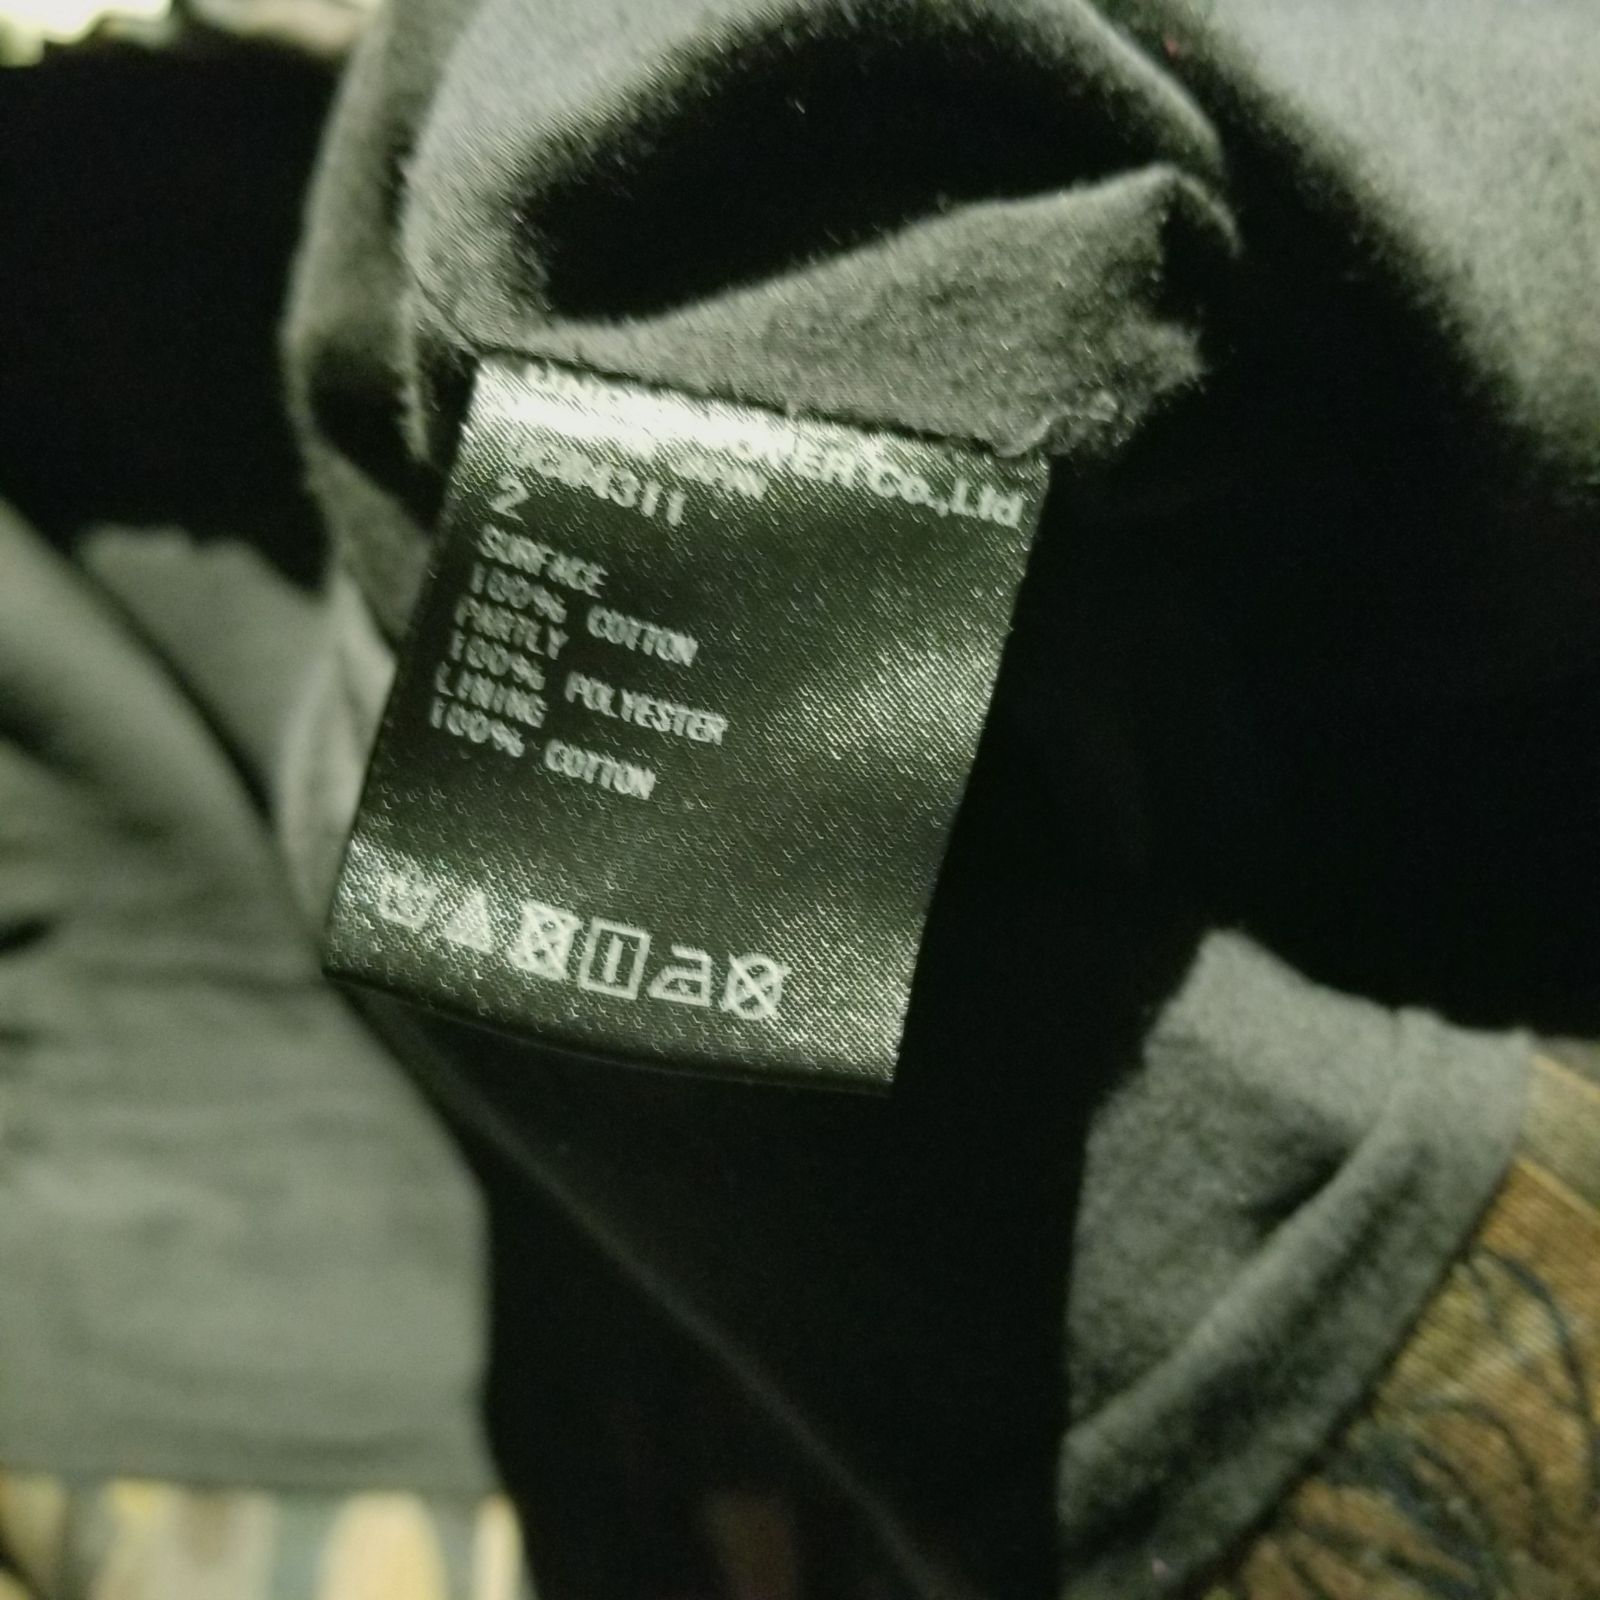 Co.,Ltd
2
SURFACE
100% COTTON
PARTLY
100% POLYESTER
LINING
100% COTTON